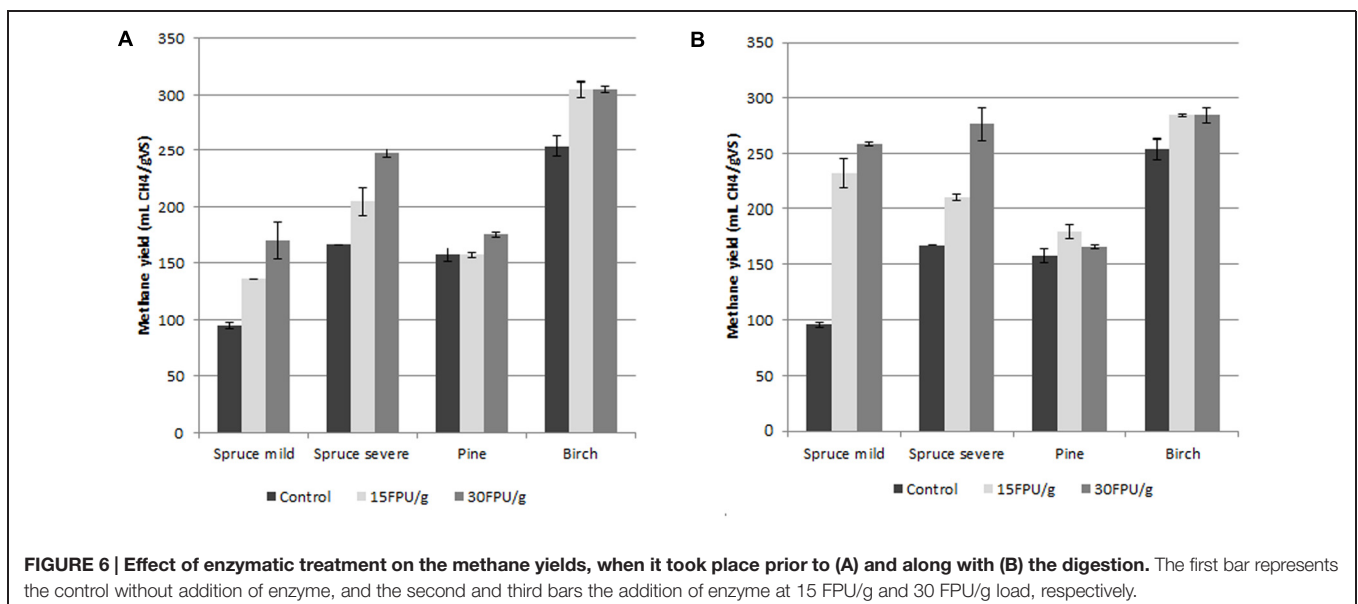 A
Methane yield (mL CH4/gVS)
350
300
250
200
150
100
50
0
Spruce mild Spruce severe Pine Birch
Control 15FPU/g 30FPU/g
B
Methane yield (mL CH4/gVS)
350
300
250
200
150
100
50
0
Spruce mild Spruce severe Pine Birch
Control 15FPU/g 30FPU/g
FIGURE 6 | Effect of enzymatic treatment on the methane yields, when it took place prior to (A) and along with (B) the digestion. The first bar represents
the control without addition of enzyme, and the second and third bars the addition of enzyme at 15 FPU/g and 30 FPU/g load, respectively.